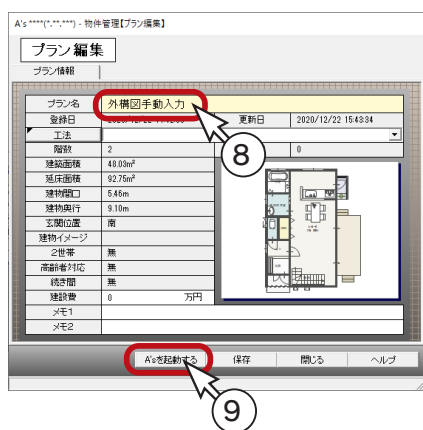 A's ****(*.**.***) - 物件管理【プラン編集】
プラン編集
プラン情報
プラン名 外構図手動入力
登録日 更新日 2020/12/22 15:43:34
工法
階数 2 0
建築面積 48.03m²
延床面積 92.75m²
建物間口 5.46m
建物奥行 9.10m
玄関位置 南
建物イメージ
2世帯 無
高齢者対応 無
続き間 無
建設費 0 万円
メモ1
メモ2
⑧
A'sを起動する 保存 閉じる ヘルプ
⑨